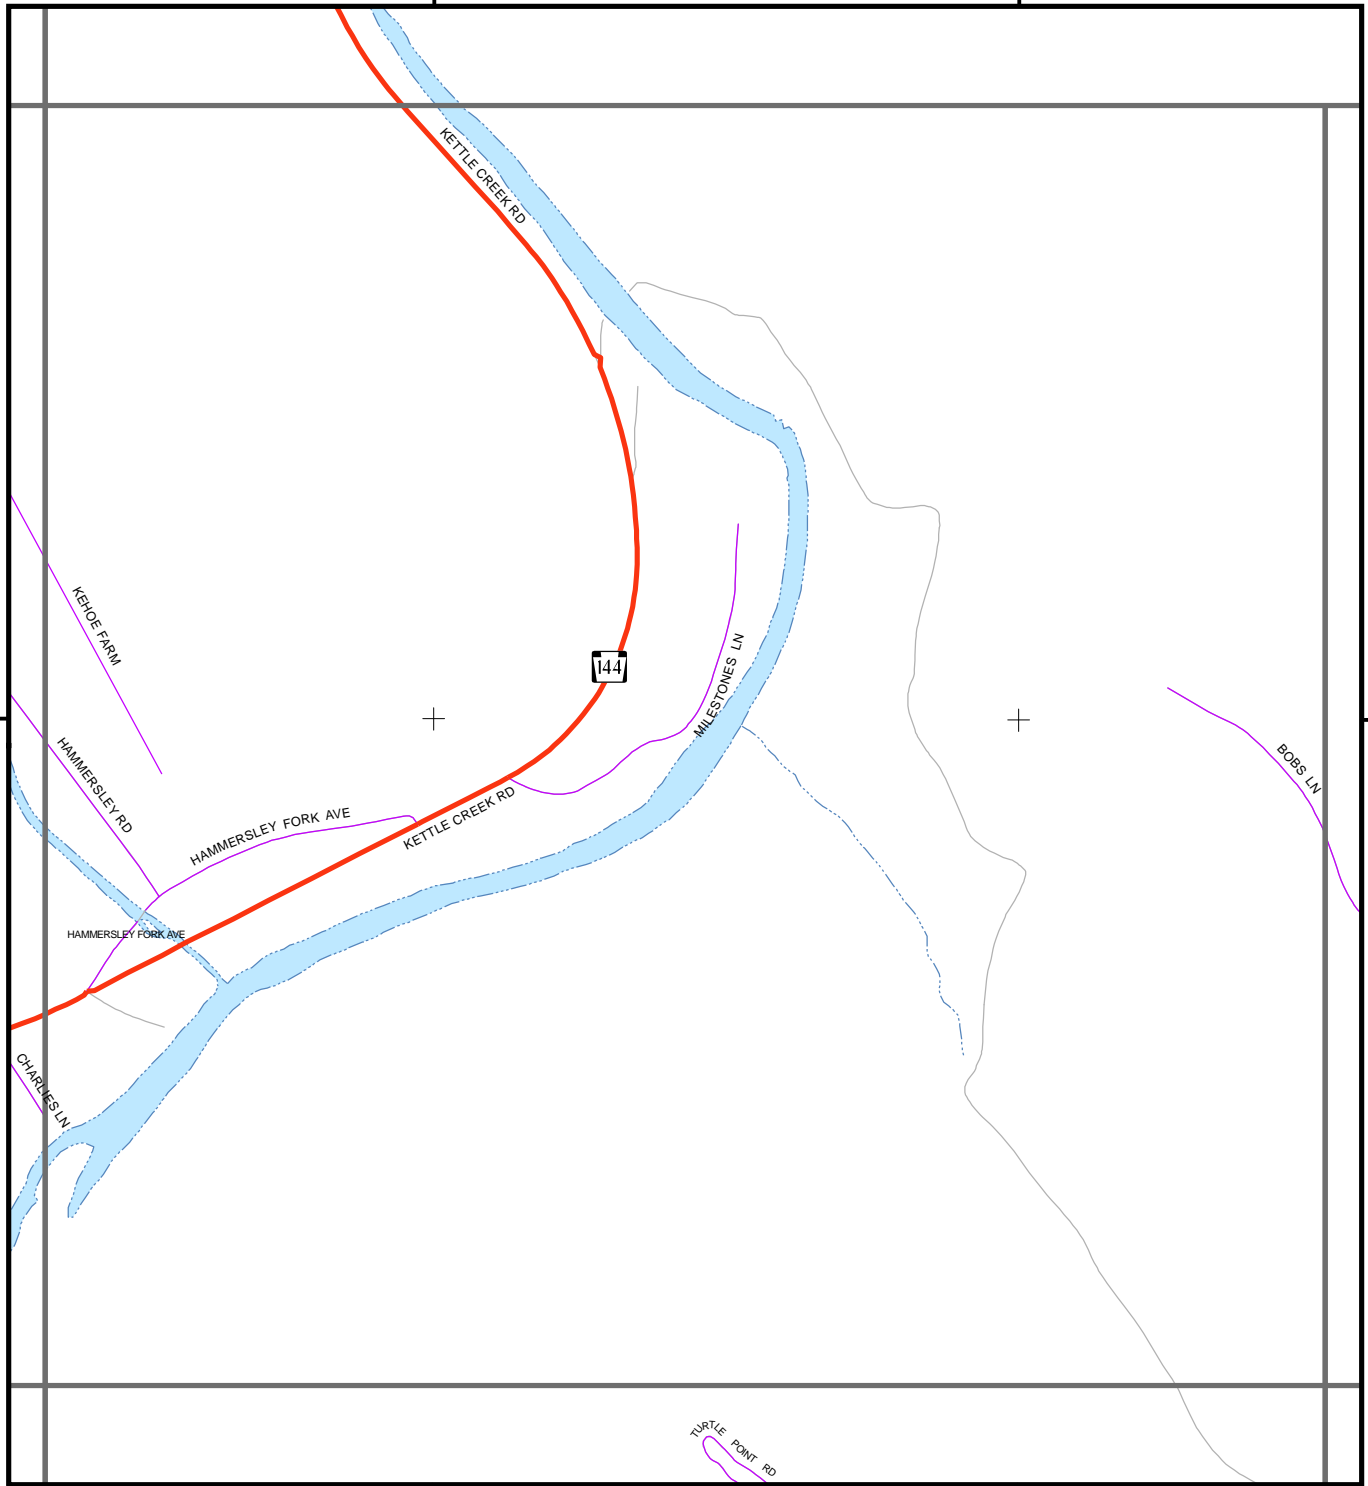 KETTLE CREEK RD
KEHOE FARM
144
MILESTONES LN
HAMMERSLEY RD
BOBS LN
HAMMERSLEY FORK AVE
KETTLE CREEK RD
HAMMERSLEY FORK AVE
CHARLIES LN
TURTLE POINT RD